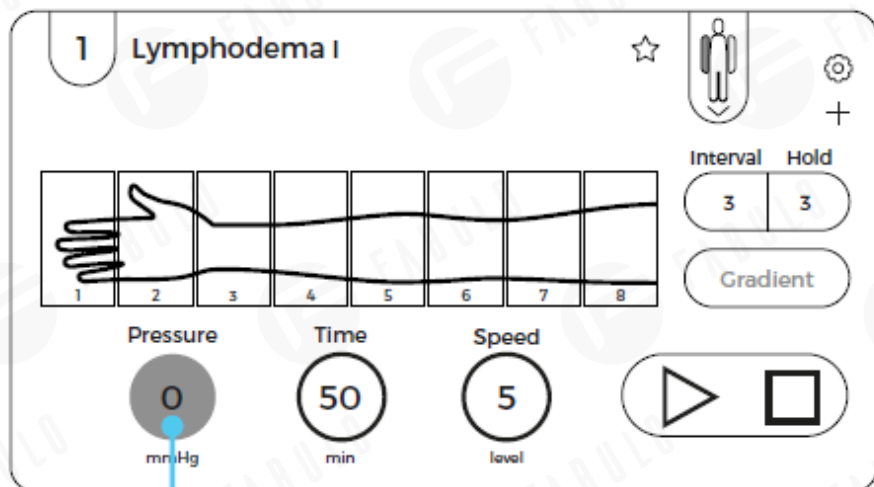 1 Lymphodema I
Interval Hold
3 3
Gradient
1 2 3 4 5 6 7 8
Pressure Time Speed
0 50 5
mmHg min level
FABULO